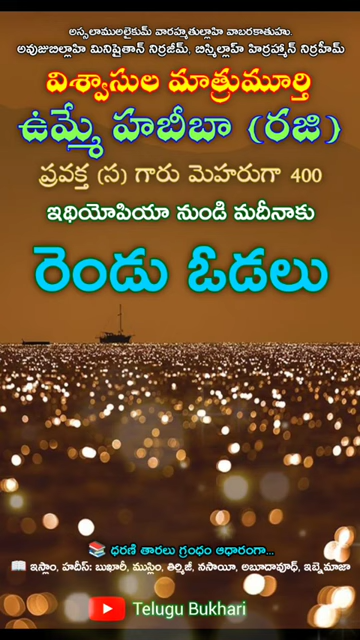 అస్సలాముఅలైకుమ్ వారహ్మతుల్లాహి వాబరకాతుహు.
అవుజుబిల్లాహి మినిషైతాన్ నిర్రజీమ్, బిస్మిల్లాహ్ హిర్రహ్మాన్ నిర్రహీమ్
విశ్వాసుల మాత్రుమూర్తి
ఉమ్మే హబీబా (రజి)
ప్రవక్త (స) గారు మెహరుగా 400
ఇథియోపియా నుండి మదీనాకు
రెండు ఓడలు
📚 ధరణి తారలు గ్రంథం ఆధారంగా...
📖 ఇస్లాం, హదీస్: బుఖారీ, ముస్లిం, తిర్మిజీ, నసాయీ, అబూదావూద్, ఇబ్నెమాజా
Telugu Bukhari